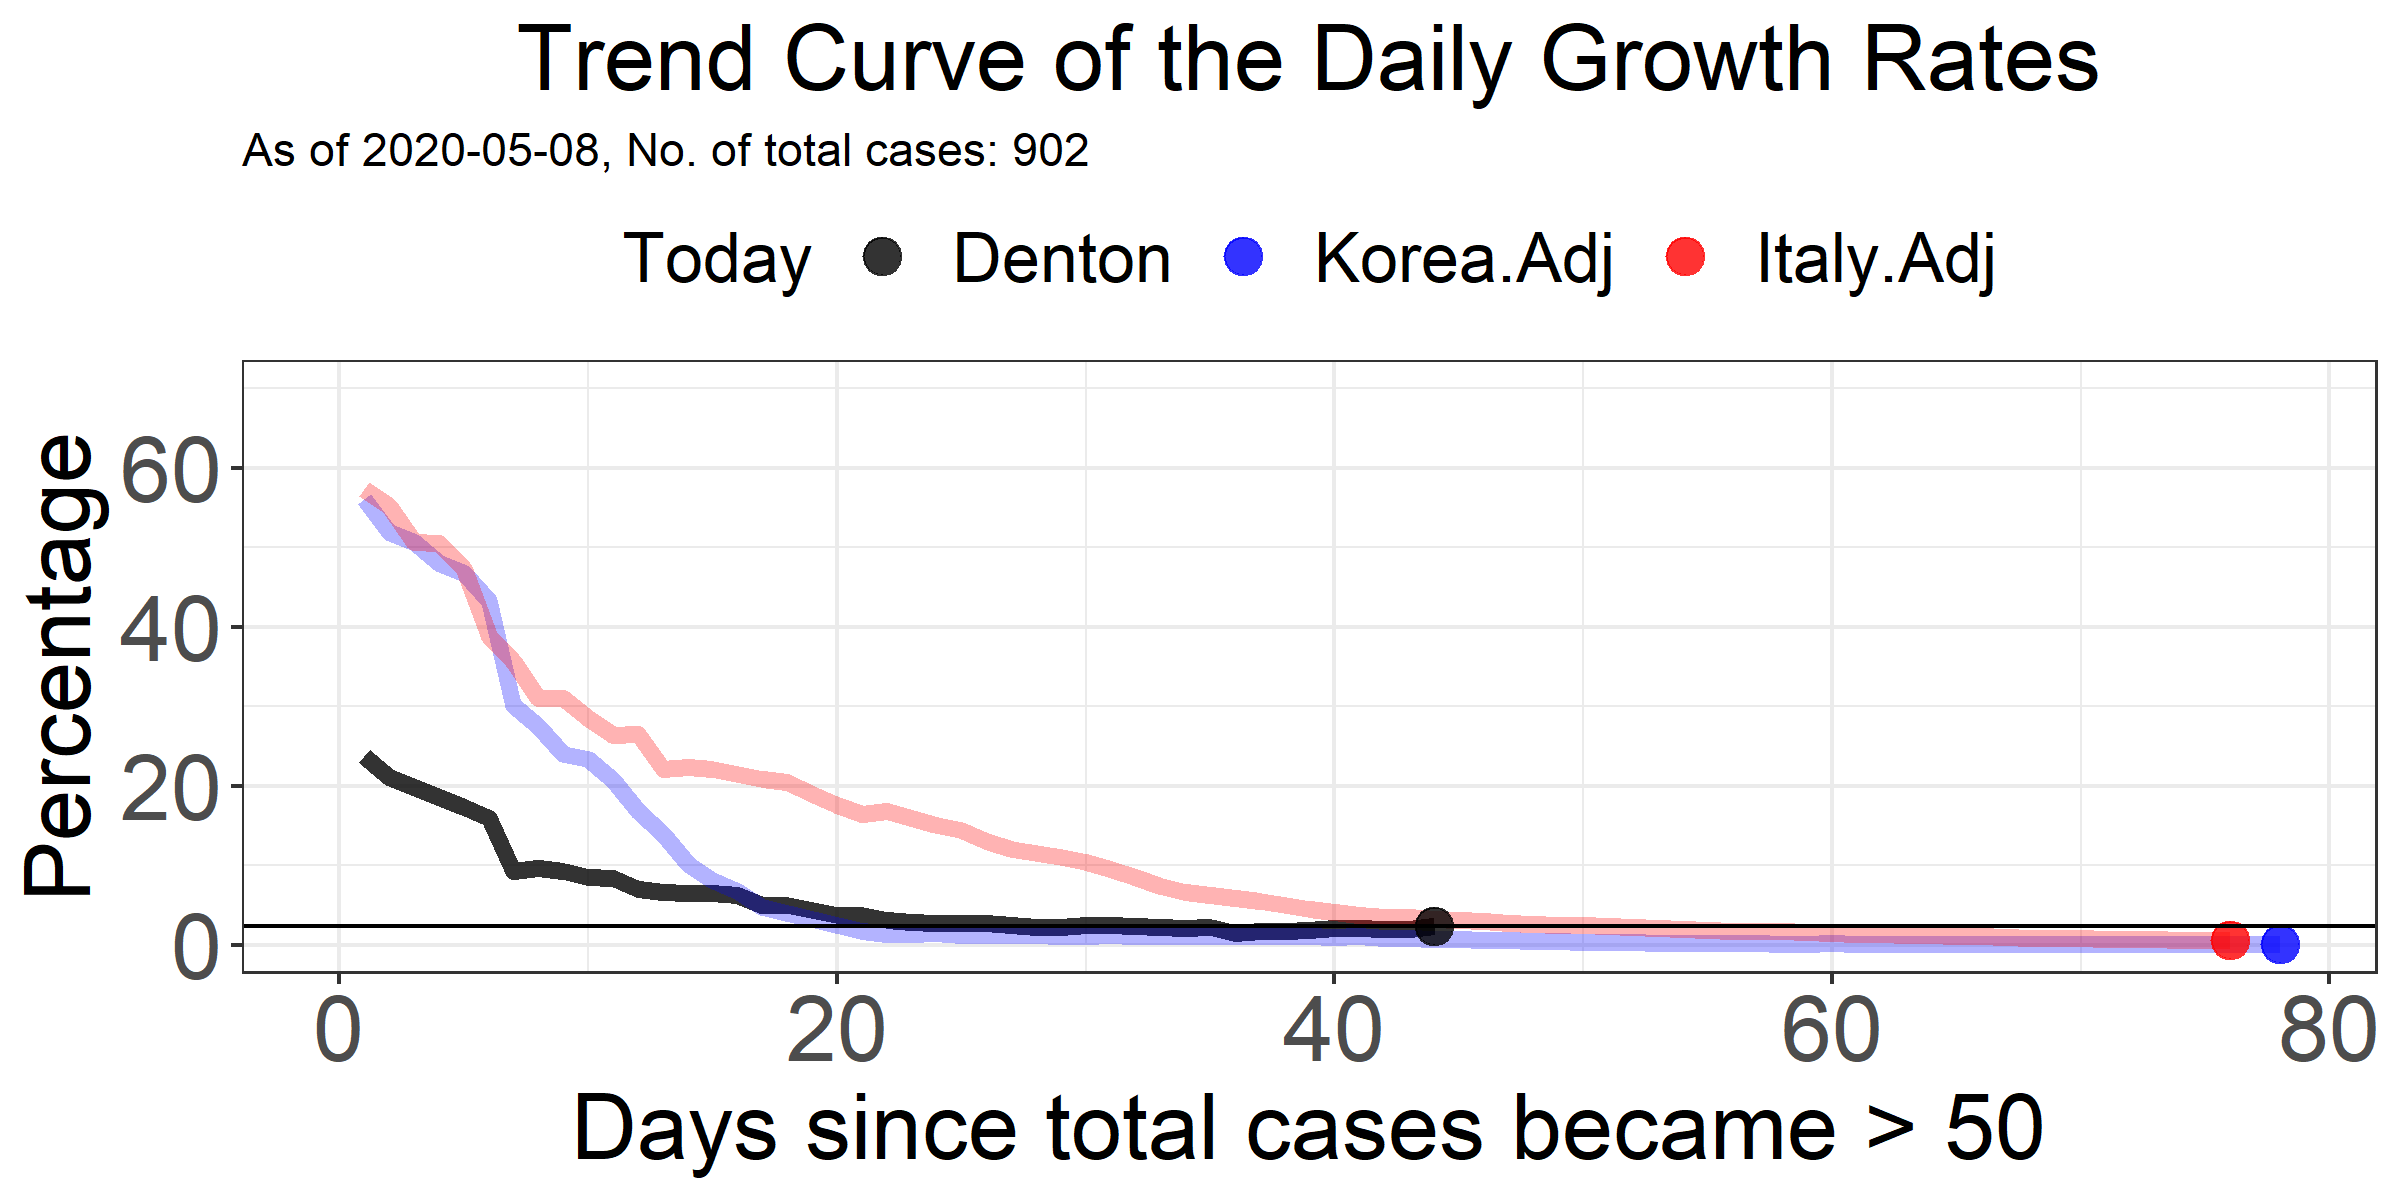 Trend Curve of the Daily Growth Rates
As of 2020-05-08, No. of total cases: 902
Today Denton Korea.Adj Italy.Adj
Percentage
60
40
20
0
0 20 40 60 80
Days since total cases became > 50